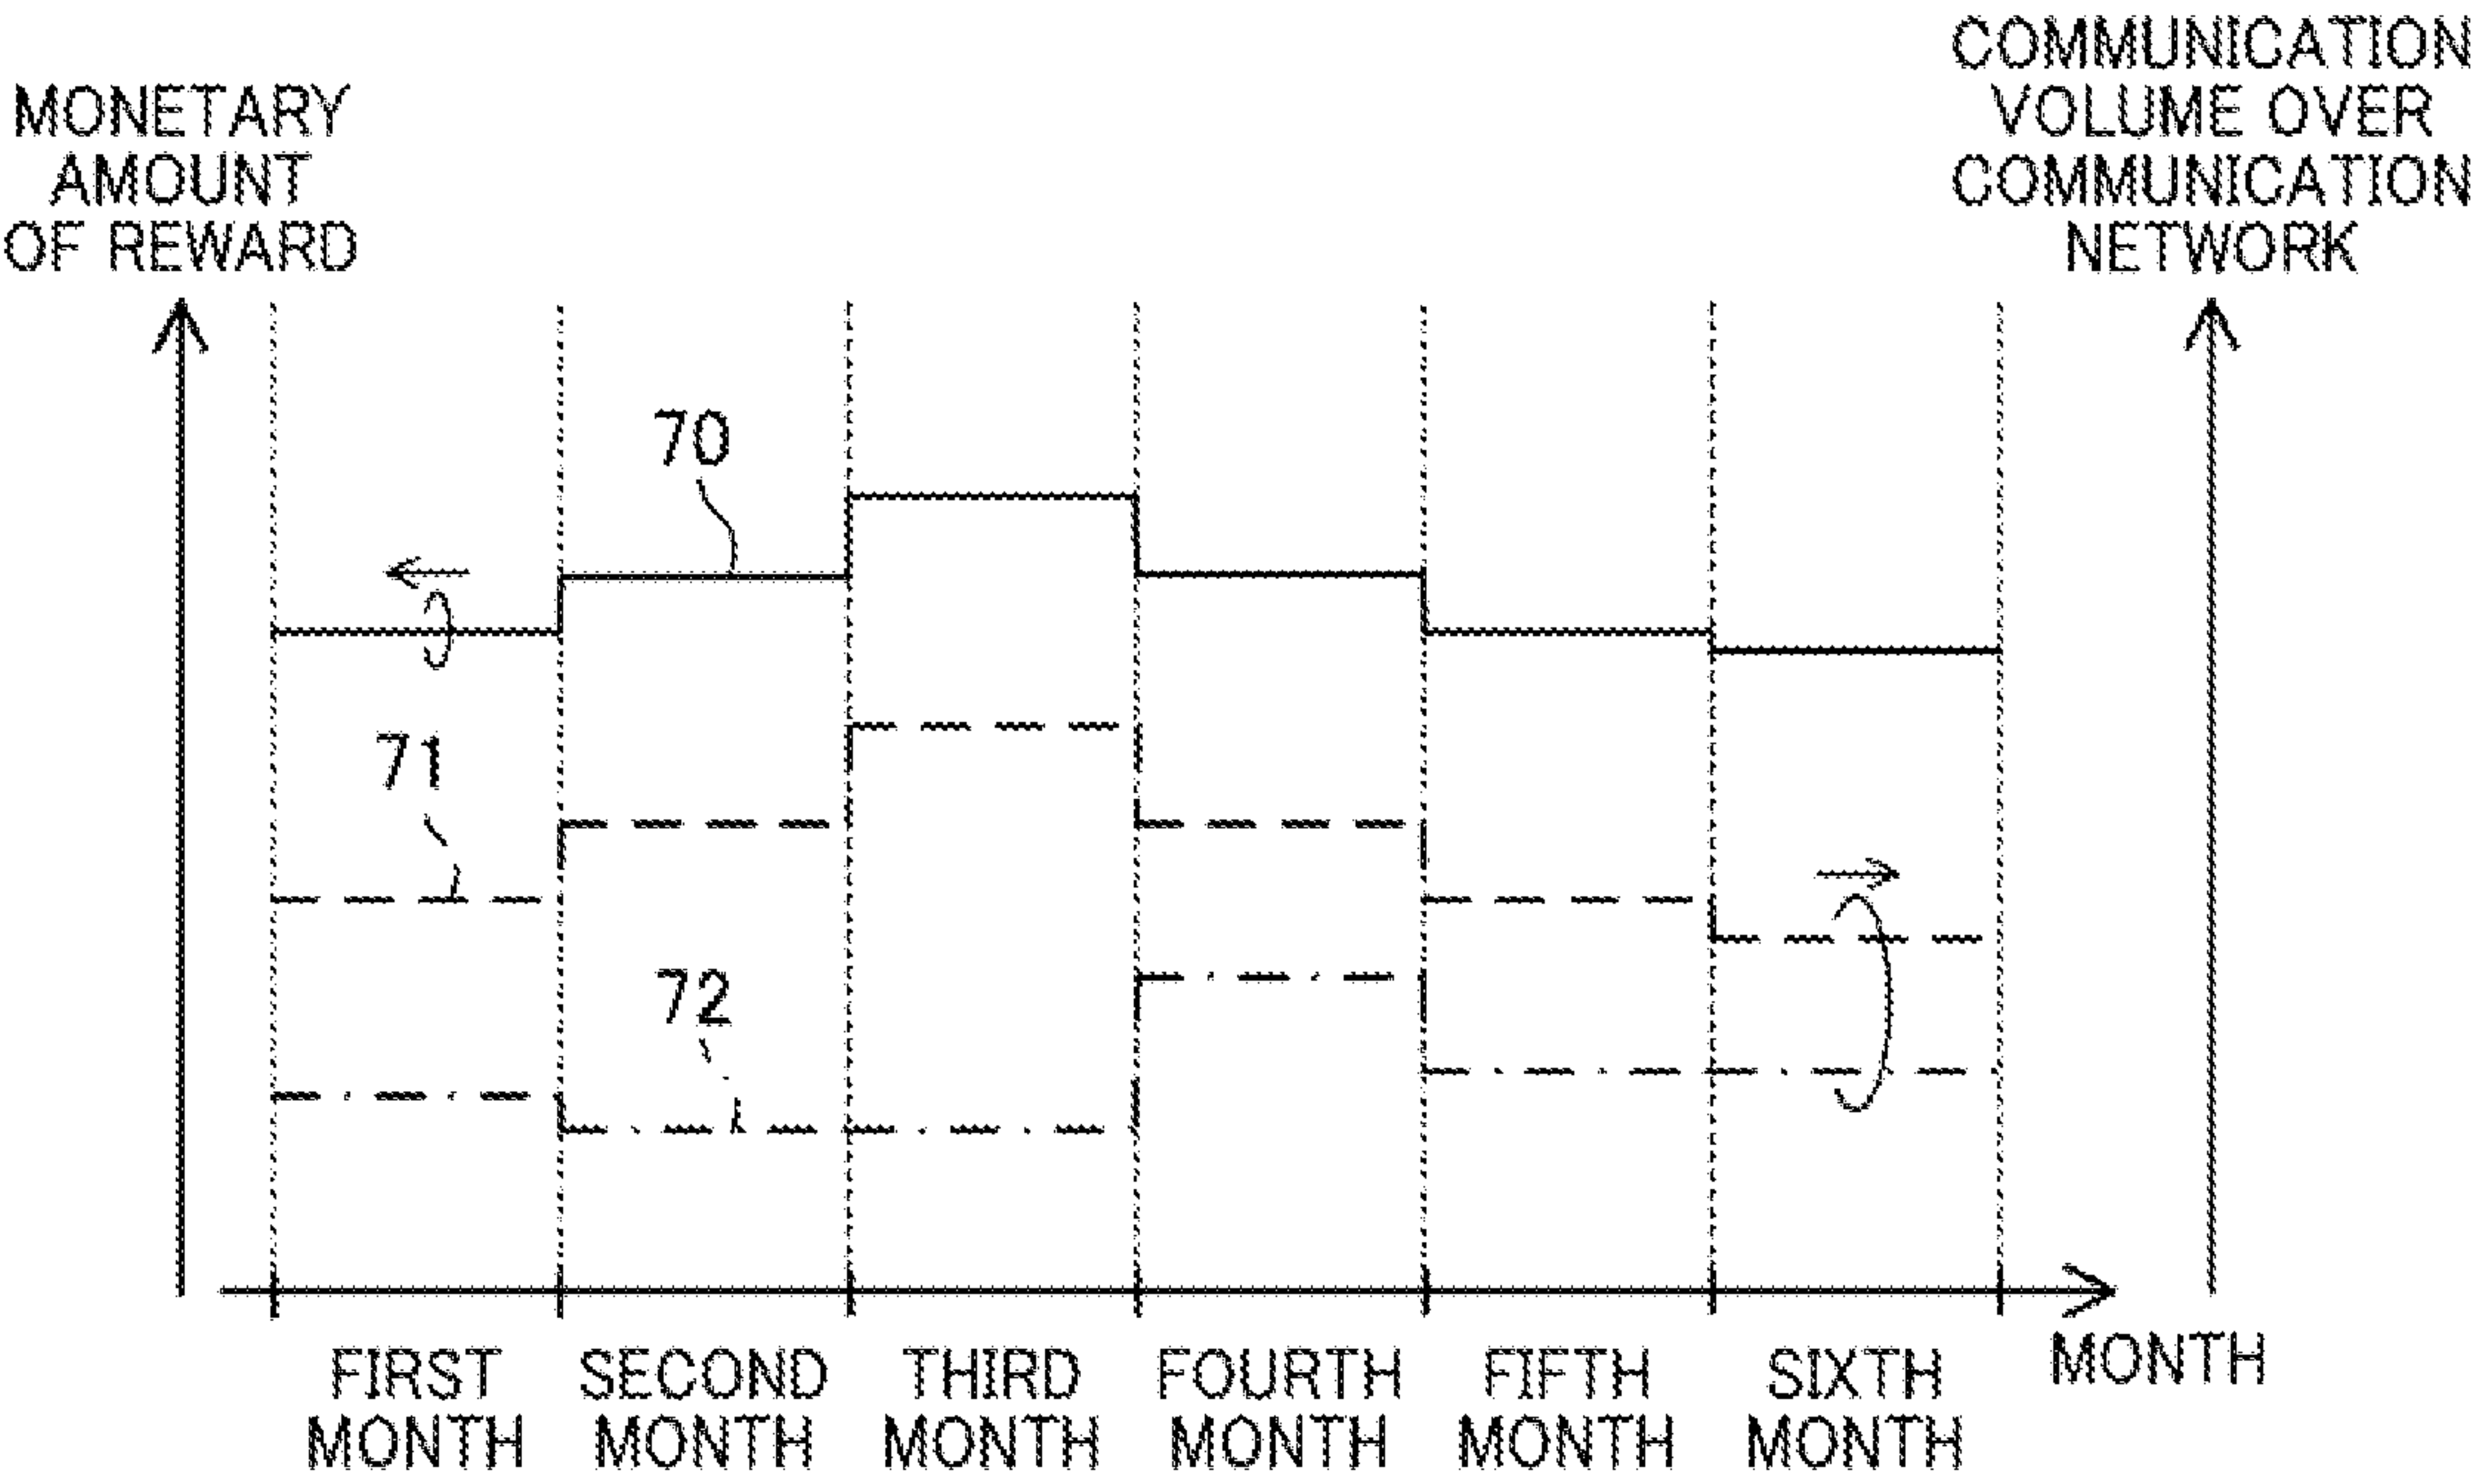 MONETARY
AMOUNT
OF REWARD
COMMUNICATION
VOLUME OVER
COMMUNICATION
NETWORK
70
71
72
FIRST
MONTH
SECOND
MONTH
THIRD
MONTH
FOURTH
MONTH
FIFTH
MONTH
SIXTH
MONTH
MONTH